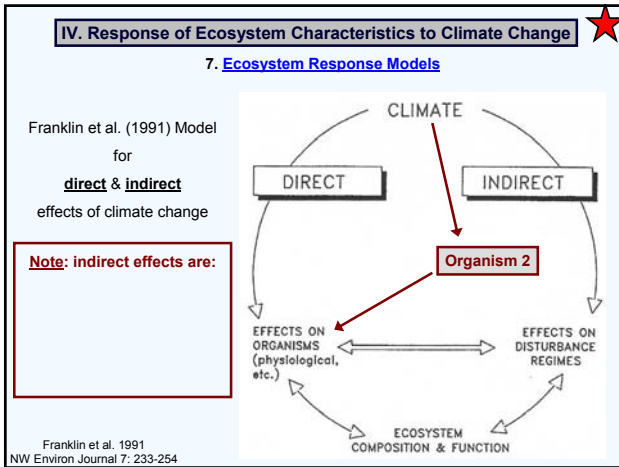 IV. Response of Ecosystem Characteristics to Climate Change
7. Ecosystem Response Models
Franklin et al. (1991) Model
for
direct & indirect
effects of climate change
Note: indirect effects are:
CLIMATE
DIRECT
INDIRECT
Organism 2
EFFECTS ON
ORGANISMS
(physiological,
etc.)
EFFECTS ON
DISTURBANCE
REGIMES
ECOSYSTEM
COMPOSITION & FUNCTION
Franklin et al. 1991
NW Environ Journal 7: 233-254